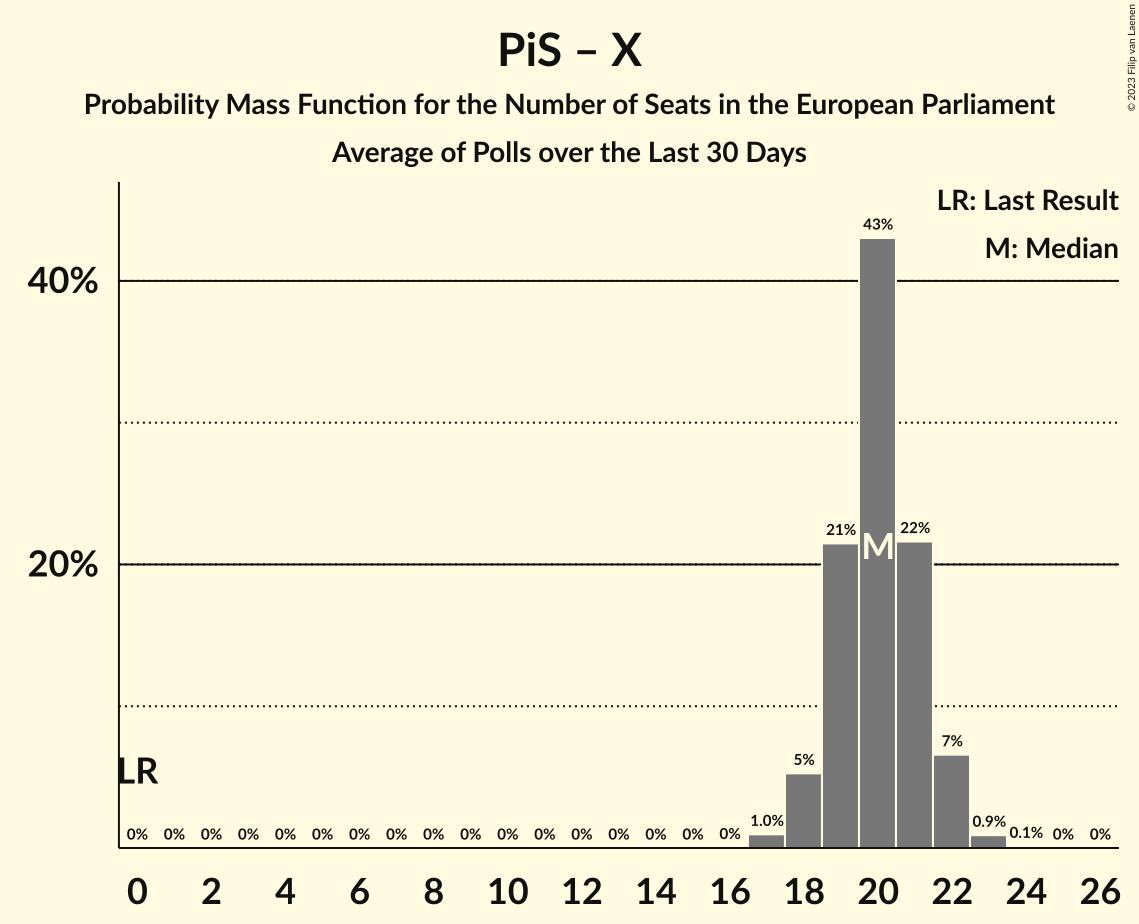 PiS – X
Probability Mass Function for the Number of Seats in the European Parliament
Average of Polls over the Last 30 Days
© 2023 Filip van Laenen
LR: Last Result
M: Median
40%
20%
43%
21%
M
22%
5%
7%
1.0%
0.9%
0.1%
LR
0% 0% 0% 0% 0% 0% 0% 0% 0% 0% 0% 0% 0% 0% 0% 0% 0% 0% 0%
0 2 4 6 8 10 12 14 16 18 20 22 24 26